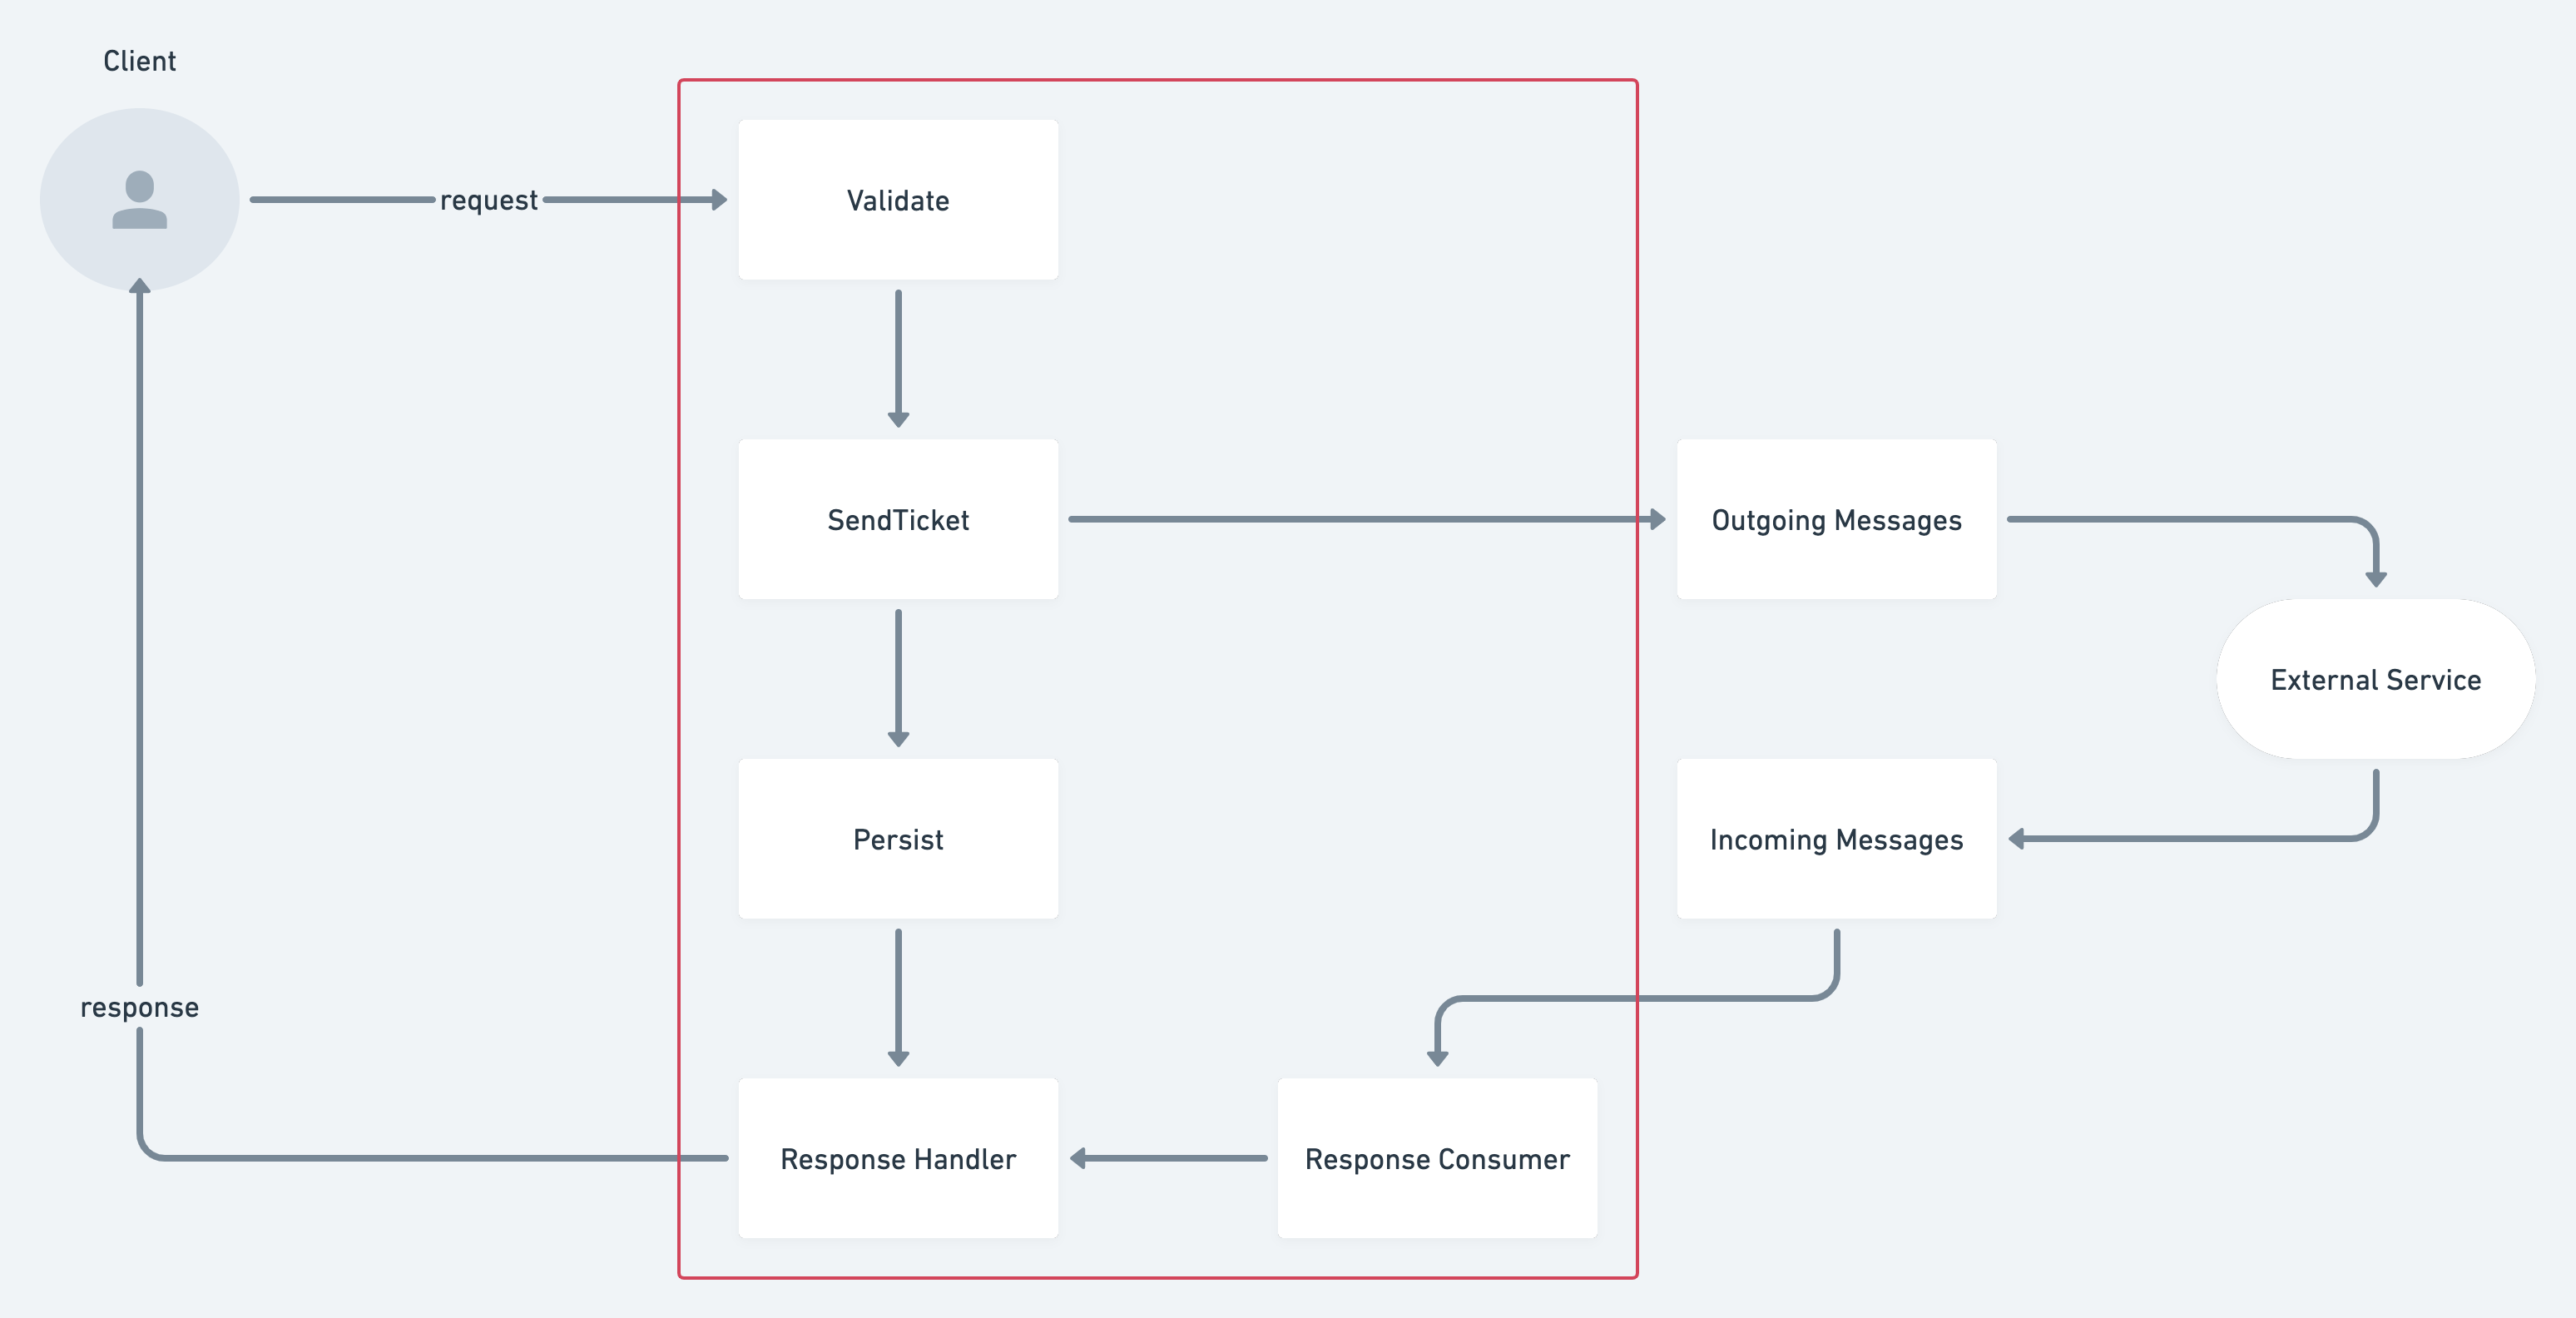 Client
request
Validate
SendTicket
Outgoing Messages
External Service
Persist
Incoming Messages
response
Response Handler
Response Consumer